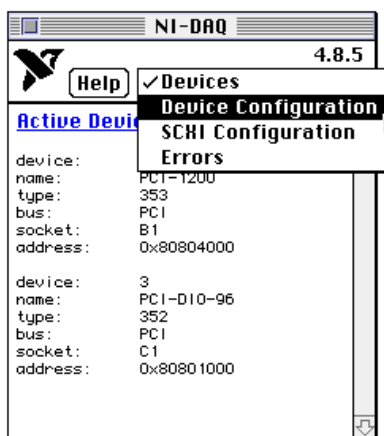 NI-DAQ
4.8.5
Help
✓Devices
Device Configuration
SCXI Configuration
Errors
Active Devi
device:
name: PCI-1200
type: 353
bus: PCI
socket: B1
address: 0x80804000
device: 3
name: PCI-DIO-96
type: 352
bus: PCI
socket: C1
address: 0x80801000